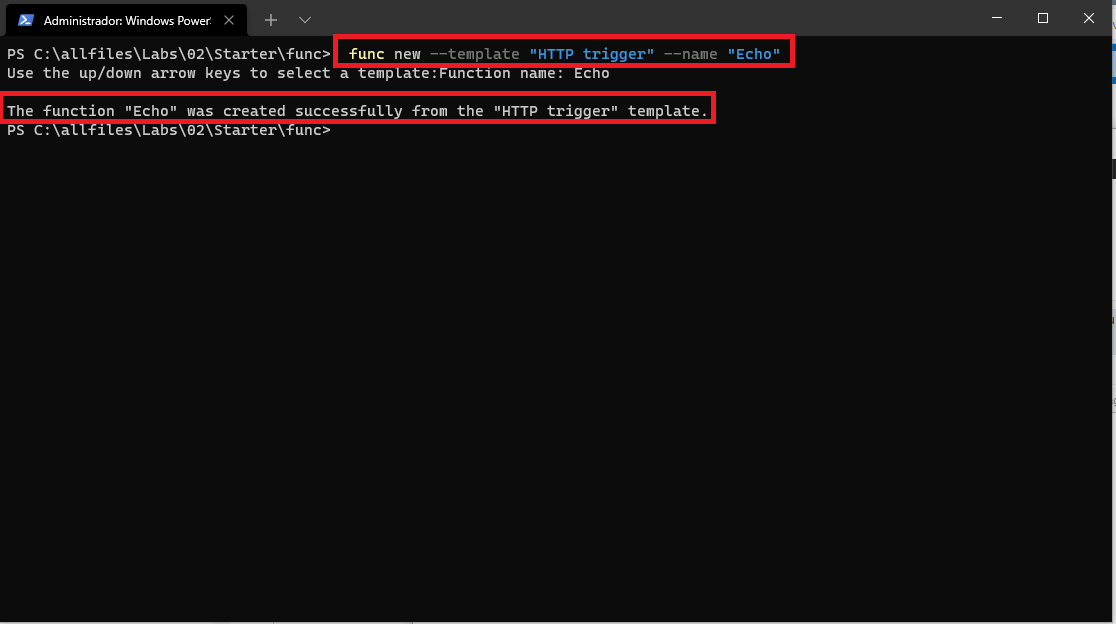 Administrador: Windows Power
PS C:\allfiles\Labs\02\Starter\func> func new --template "HTTP trigger" --name "Echo"
Use the up/down arrow keys to select a template:Function name: Echo
The function "Echo" was created successfully from the "HTTP trigger" template.
PS C:\allfiles\Labs\02\Starter\func>